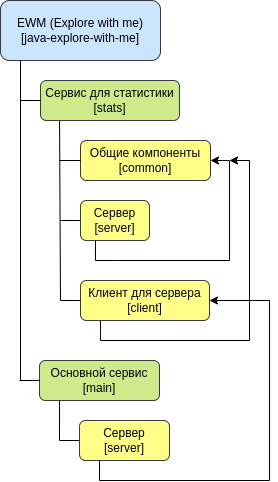 EWM (Explore with me)
[java-explore-with-me]
Сервис для статистики
[stats]
Общие компоненты
[common]
Сервер
[server]
Клиент для сервера
[client]
Основной сервис
[main]
Сервер
[server]